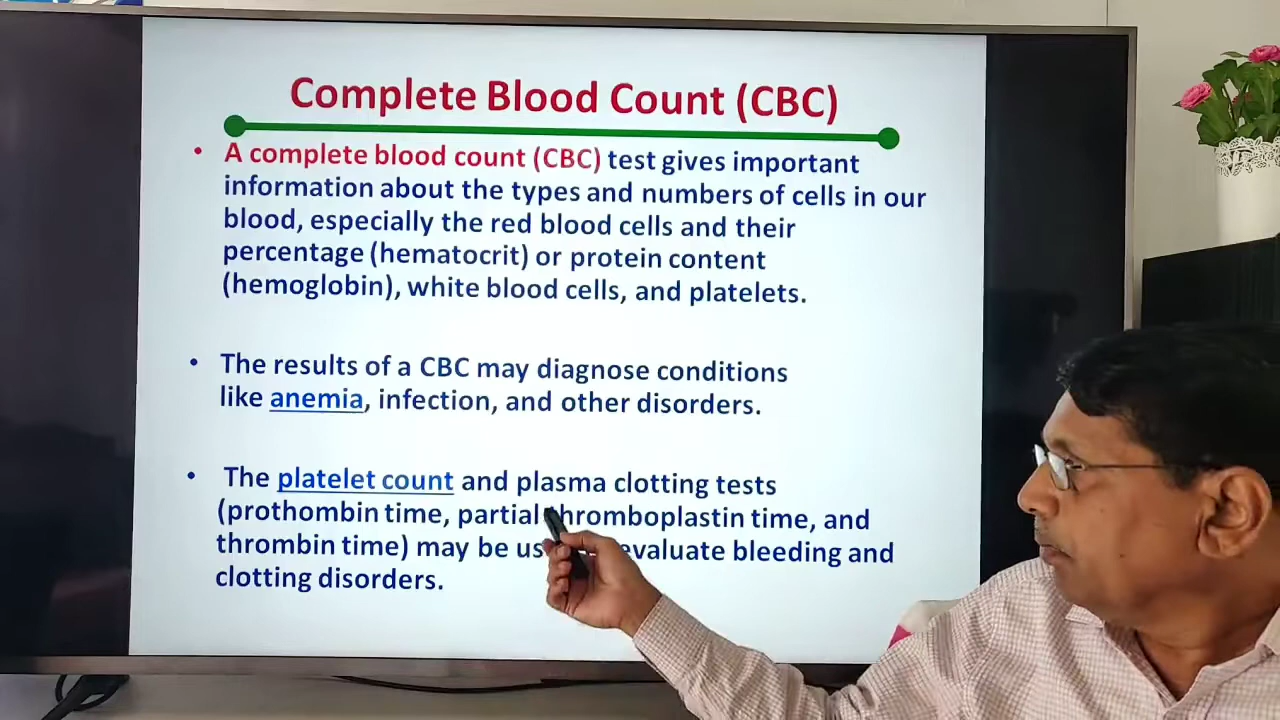 Complete Blood Count (CBC)
• A complete blood count (CBC) test gives important
information about the types and numbers of cells in our
blood, especially the red blood cells and their
percentage (hematocrit) or protein content
(hemoglobin), white blood cells, and platelets.
• The results of a CBC may diagnose conditions
like anemia, infection, and other disorders.
• The platelet count and plasma clotting tests
(prothombin time, partial thromboplastin time, and
thrombin time) may be evaluate bleeding and
clotting disorders.